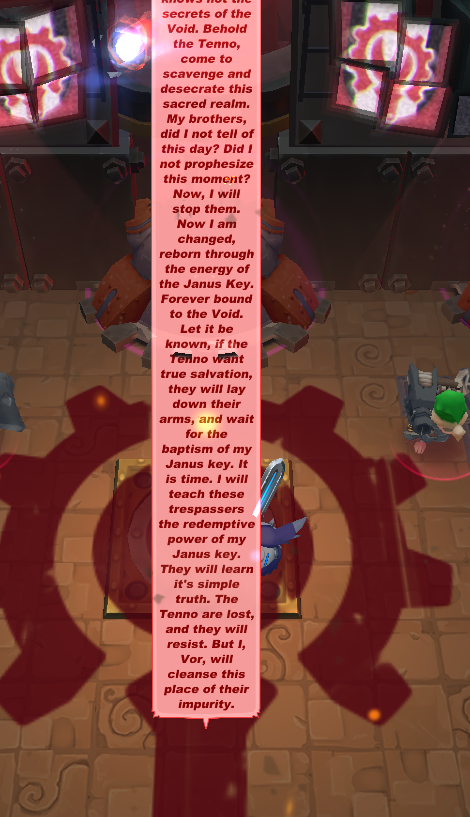 knows not the
secrets of the
Void. Behold
the Tenno,
come to
scavenge and
desecrate this
sacred realm.
My brothers,
did I not tell of
this day? Did I
not prophesize
this moment?
Now, I will
stop them.
Now I am
changed,
reborn through
the energy of
the Janus Key.
Forever bound
to the Void.
Let it be
known, if the
Tenno want
true salvation,
they will lay
down their
arms, and wait
for the
baptism of my
Janus key. It
is time. I will
teach these
trespassers
the redemptive
power of my
Janus key.
They will learn
it's simple
truth. The
Tenno are lost,
and they will
resist. But I,
Vor, will
cleanse this
place of their
impurity.